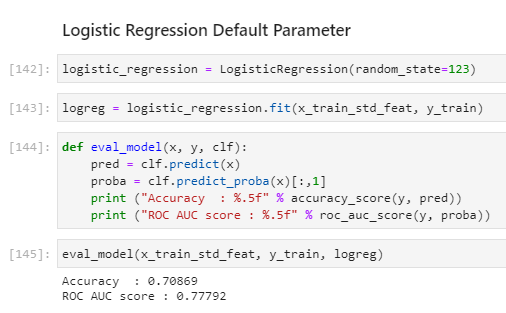 Logistic Regression Default Parameter
[142]: logistic_regression = LogisticRegression(random_state=123)
[143]: logreg = logistic_regression.fit(x_train_std_feat, y_train)
[144]: def eval_model(x, y, clf):
    pred = clf.predict(x)
    proba = clf.predict_proba(x)[:,1]
    print ("Accuracy  : %.5f" % accuracy_score(y, pred))
    print ("ROC AUC score : %.5f" % roc_auc_score(y, proba))
[145]: eval_model(x_train_std_feat, y_train, logreg)
Accuracy  : 0.70869
ROC AUC score : 0.77792